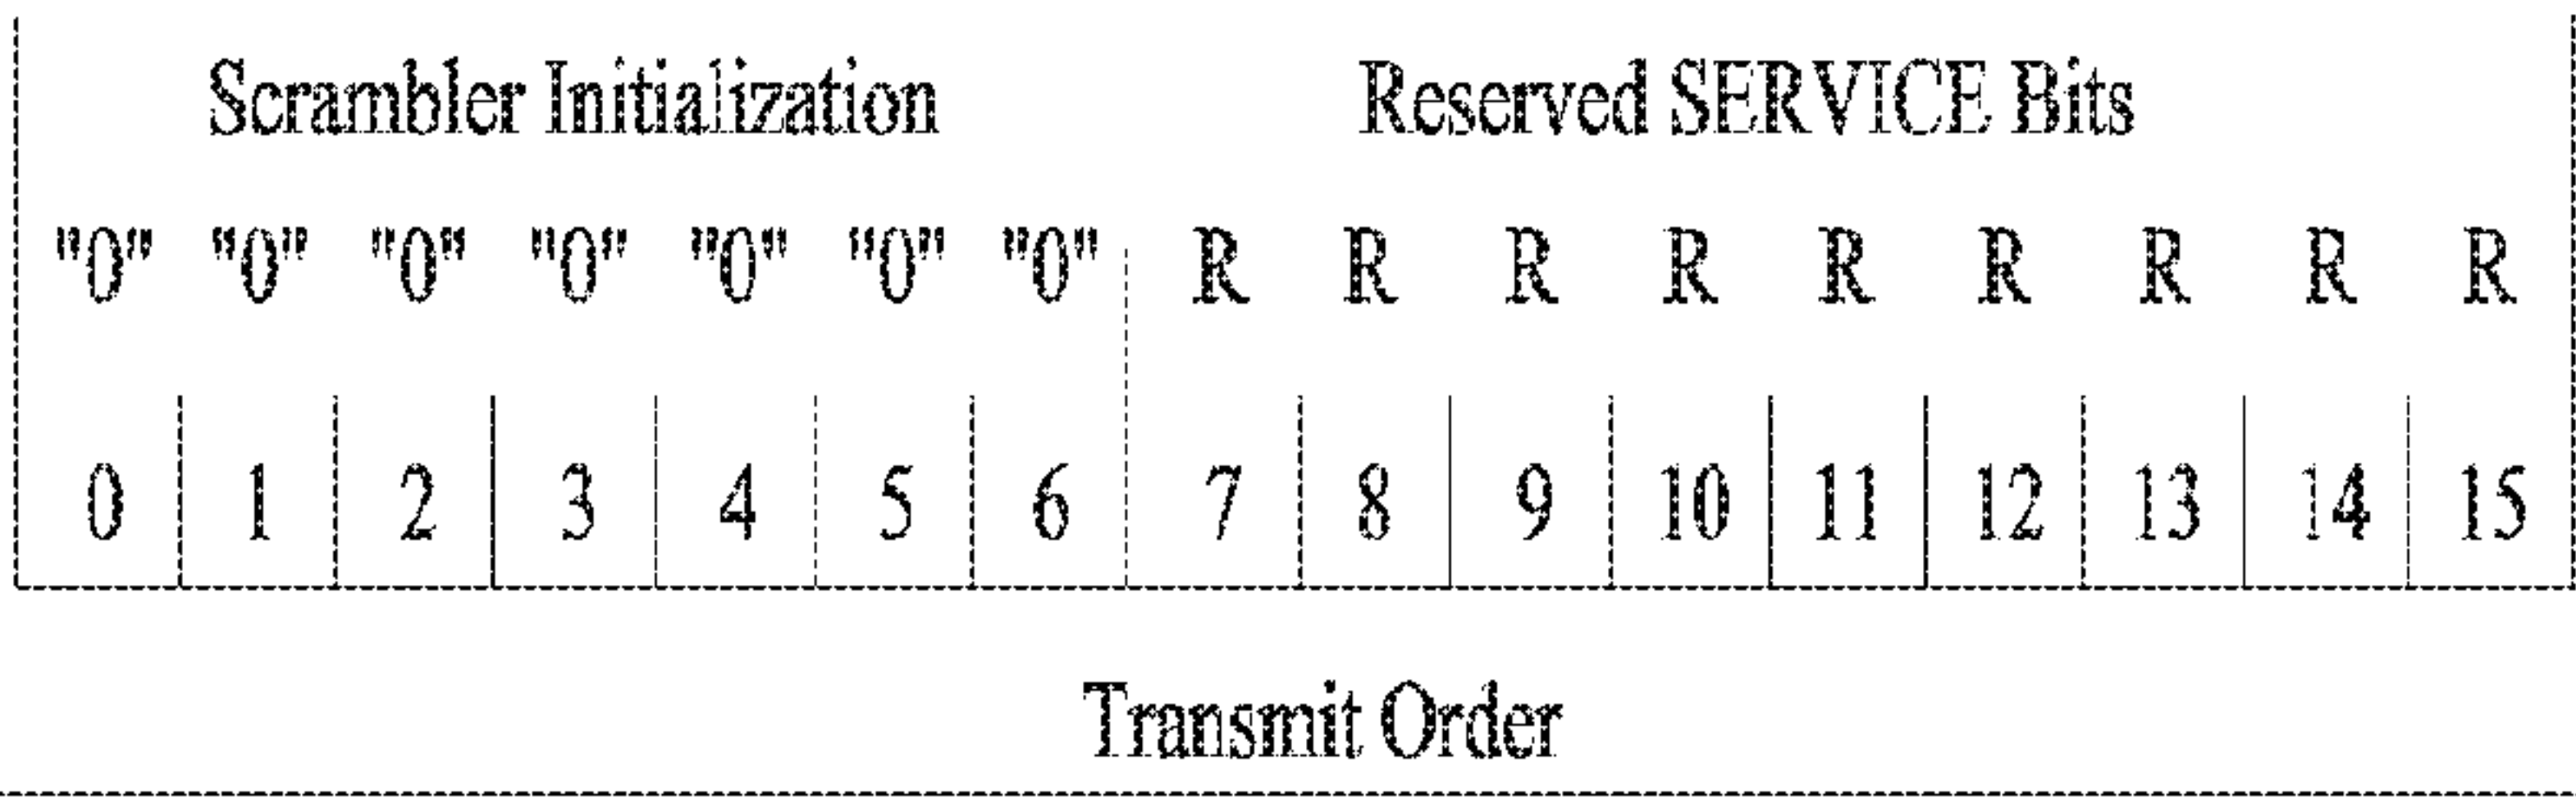 Scrambler Initialization Reserved SERVICE Bits
"0" "0" "0" "0" "0" "0" "0" R R R R R R R R R
0 1 2 3 4 5 6 7 8 9 10 11 12 13 14 15
Transmit Order